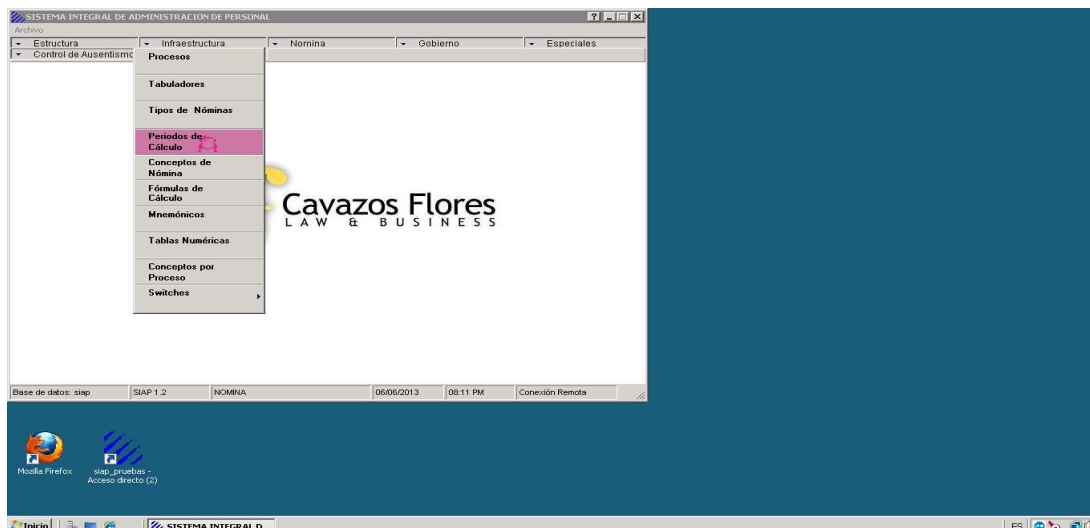 SISTEMA INTEGRAL DE ADMINISTRACION DE PERSONAL
Archivo
Estructura Infraestructura Nomina Gobierno Especiales
Control de Ausentismo
Procesos
Tabuladores
Tipos de Nóminas
Periodos de
Cálculo
Conceptos de
Nómina
Fórmulas de
Cálculo
Mnemónicos
Tablas Numéricas
Conceptos por
Proceso
Switches
Cavazos Flores
LAW & BUSINESS
Base de datos: siap SIAP 1.2 NOMINA 06/06/2013 08:11 PM Conexión Remota
Mozilla Firefox
siap_pruebas -
Acceso directo (2)
Inicio SISTEMA INTEGRAL D... ES